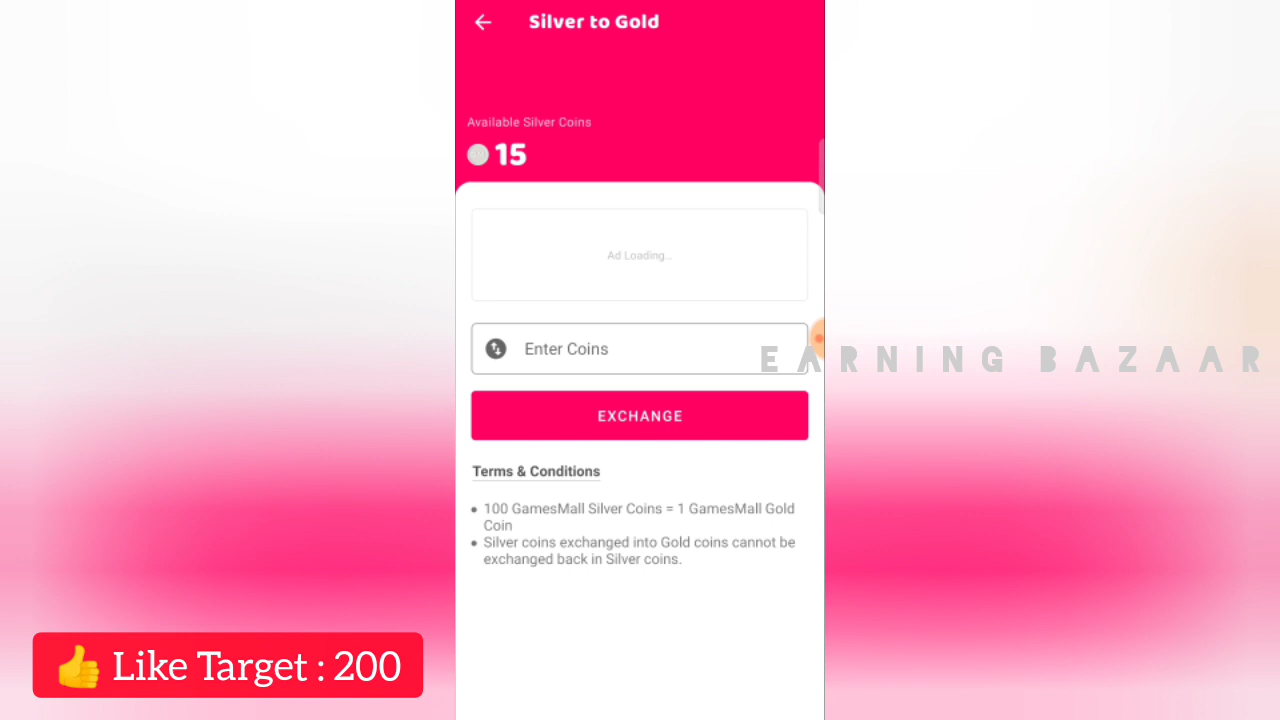 Silver to Gold
Available Silver Coins
15
Ad Loading...
Enter Coins
EARNING BAZAAR
EXCHANGE
Terms & Conditions
• 100 GamesMall Silver Coins = 1 GamesMall Gold
Coin
• Silver coins exchanged into Gold coins cannot be
exchanged back in Silver coins.
👍 Like Target : 200